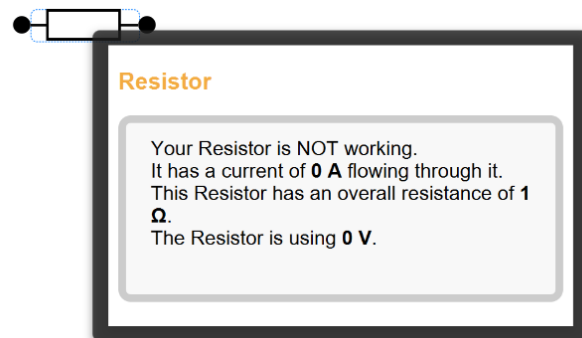 Resistor
Your Resistor is NOT working.
It has a current of 0 A flowing through it.
This Resistor has an overall resistance of 1
Ω.
The Resistor is using 0 V.